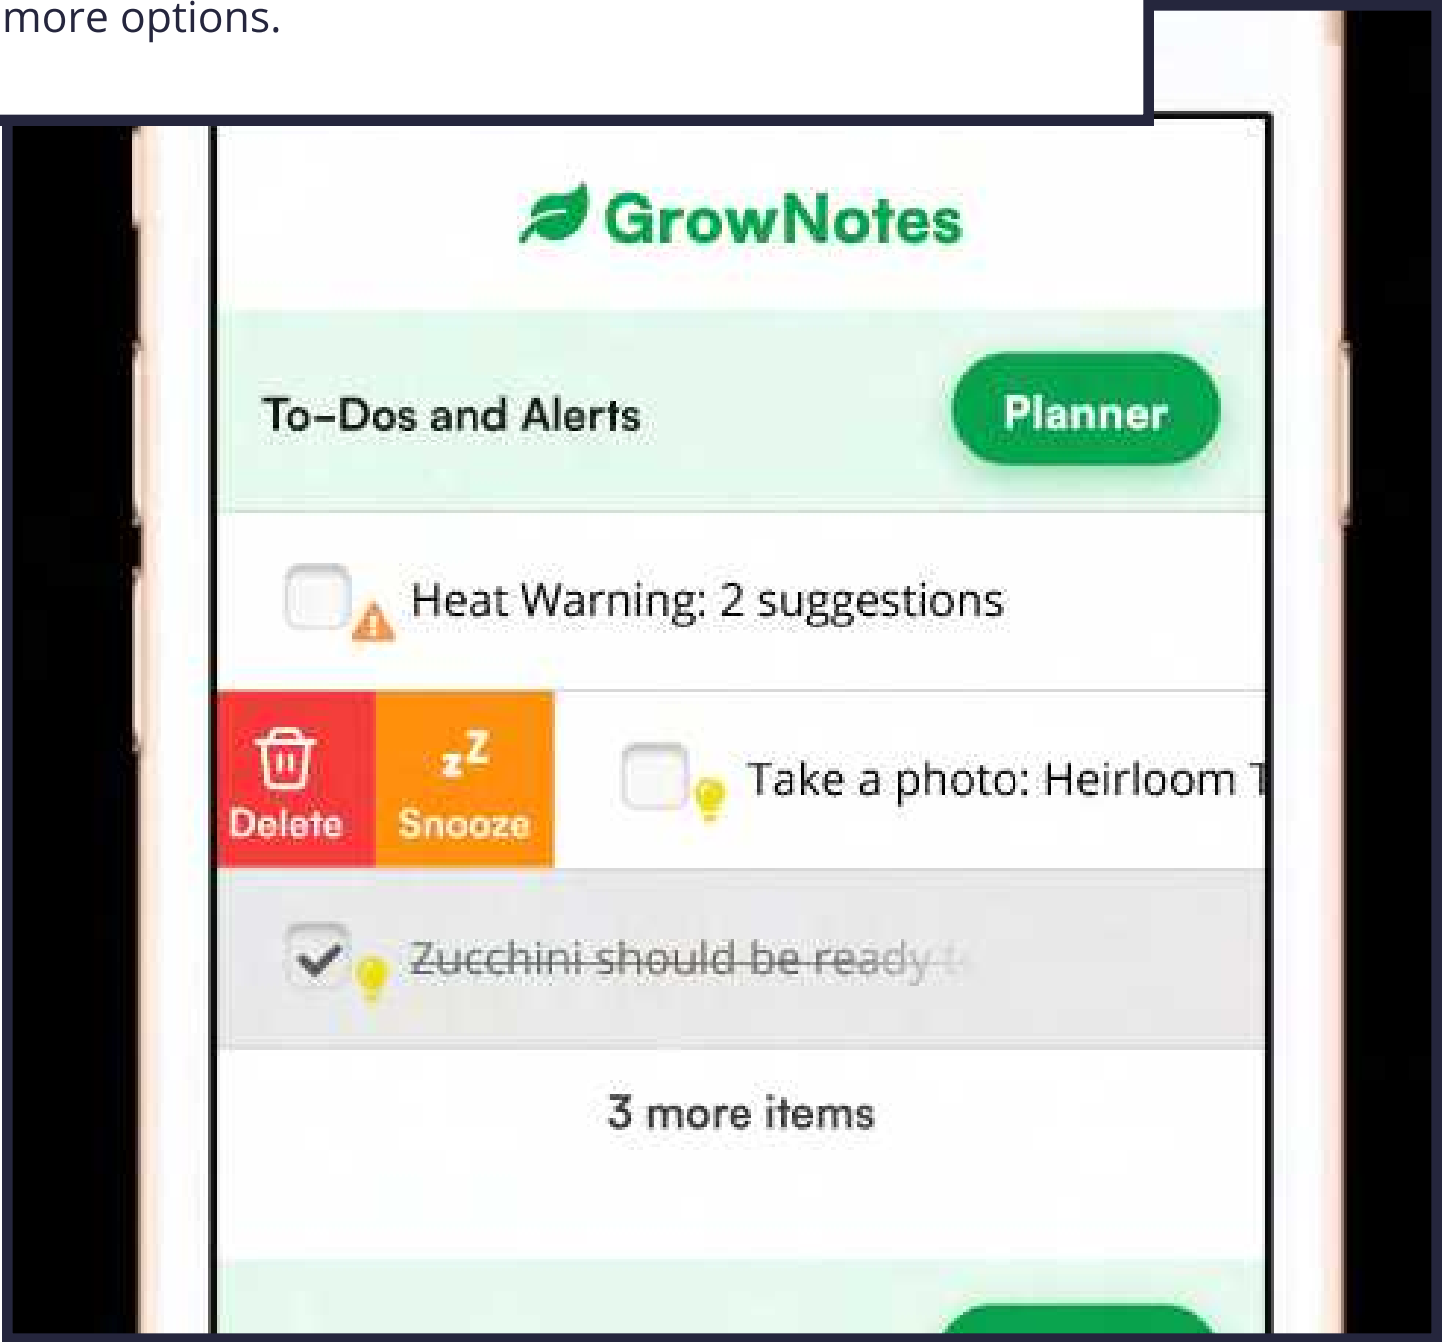 more options.
GrowNotes
To-Dos and Alerts
Planner
Heat Warning: 2 suggestions
Delete
zZ
Snooze
Take a photo: Heirloom T
Zucchini should be ready t
3 more items